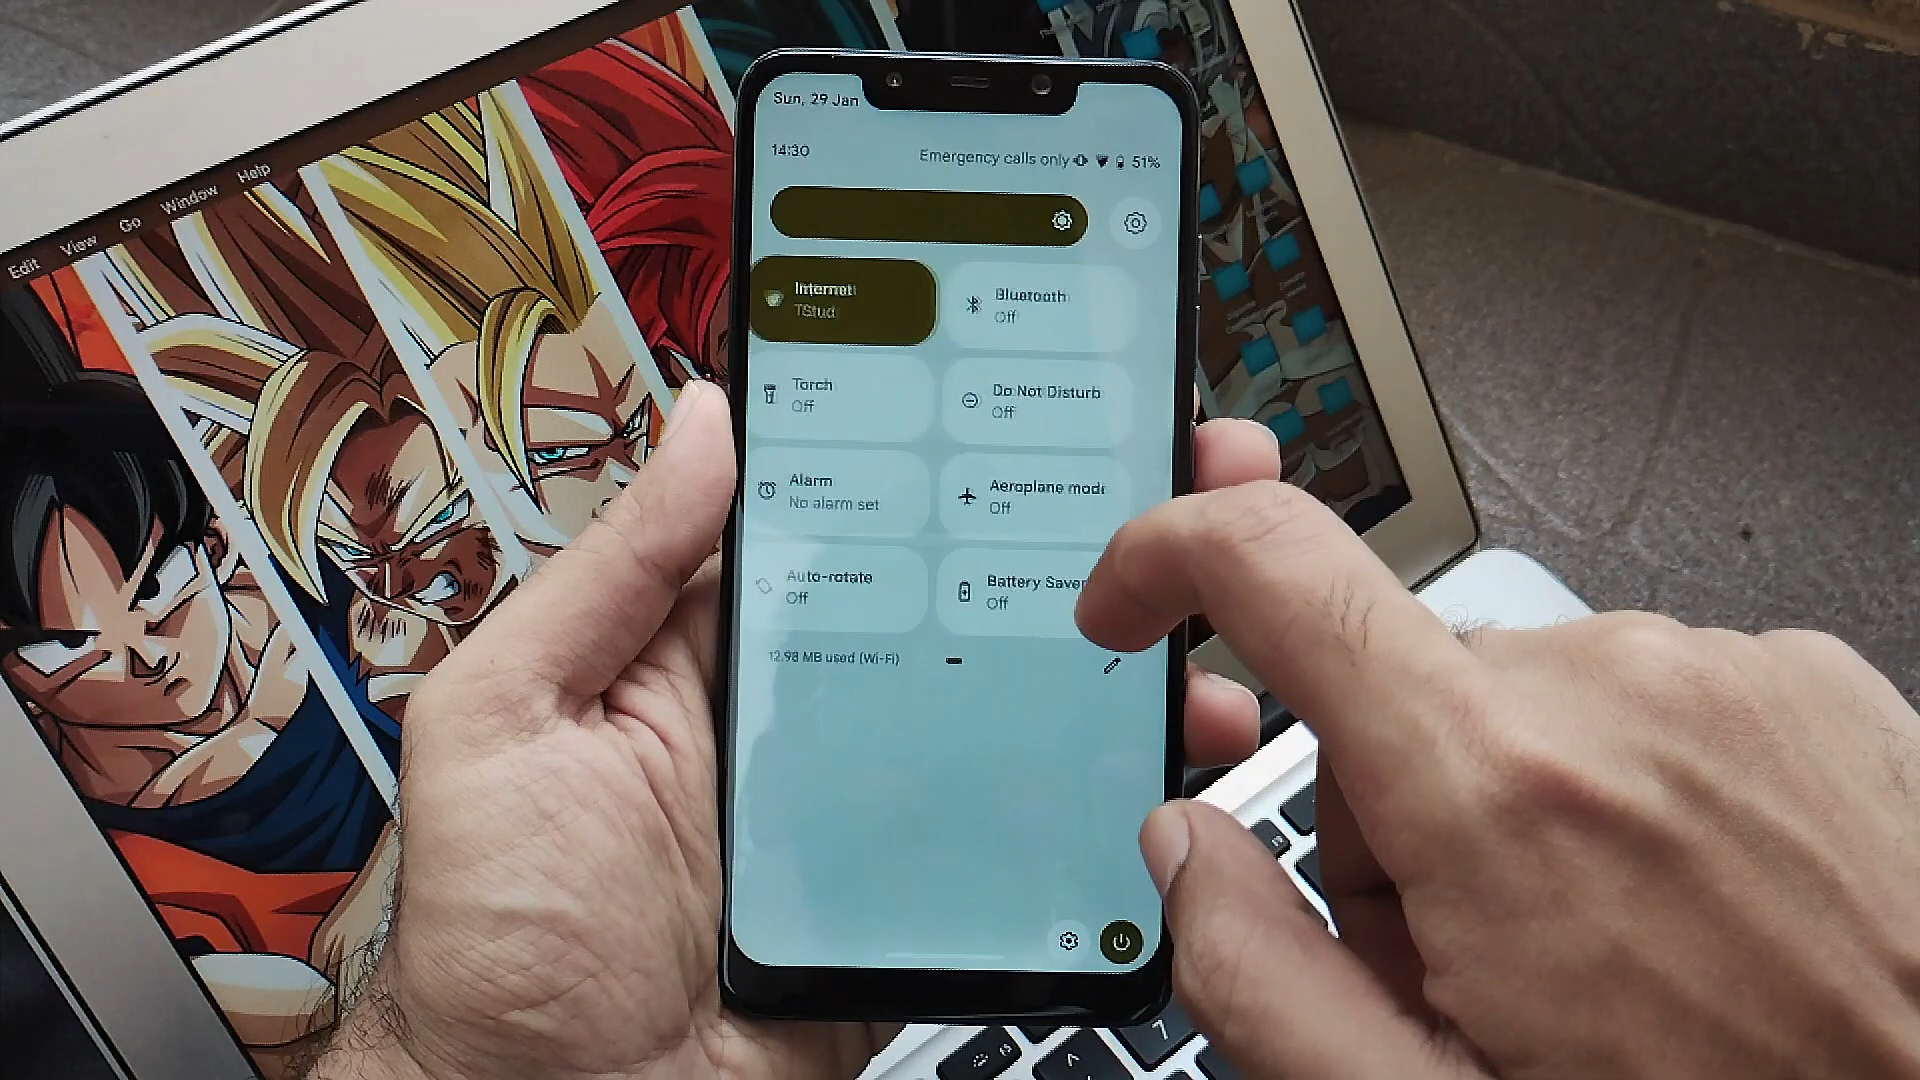 Edit View Go Window Help
Sun, 29 Jan
14:30
Emergency calls only 51%
Internet
TStud
Bluetooth
Off
Torch
Off
Do Not Disturb
Off
Alarm
No alarm set
Aeroplane mode
Off
Auto-rotate
Off
Battery Saver
Off
12.98 MB used (Wi-Fi)
F5
7